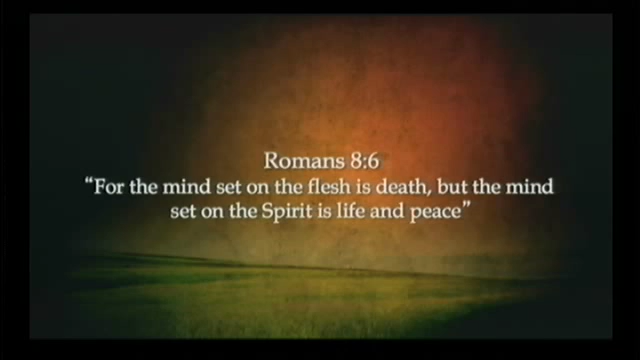 Romans 8:6
“For the mind set on the flesh is death, but the mind
set on the Spirit is life and peace”